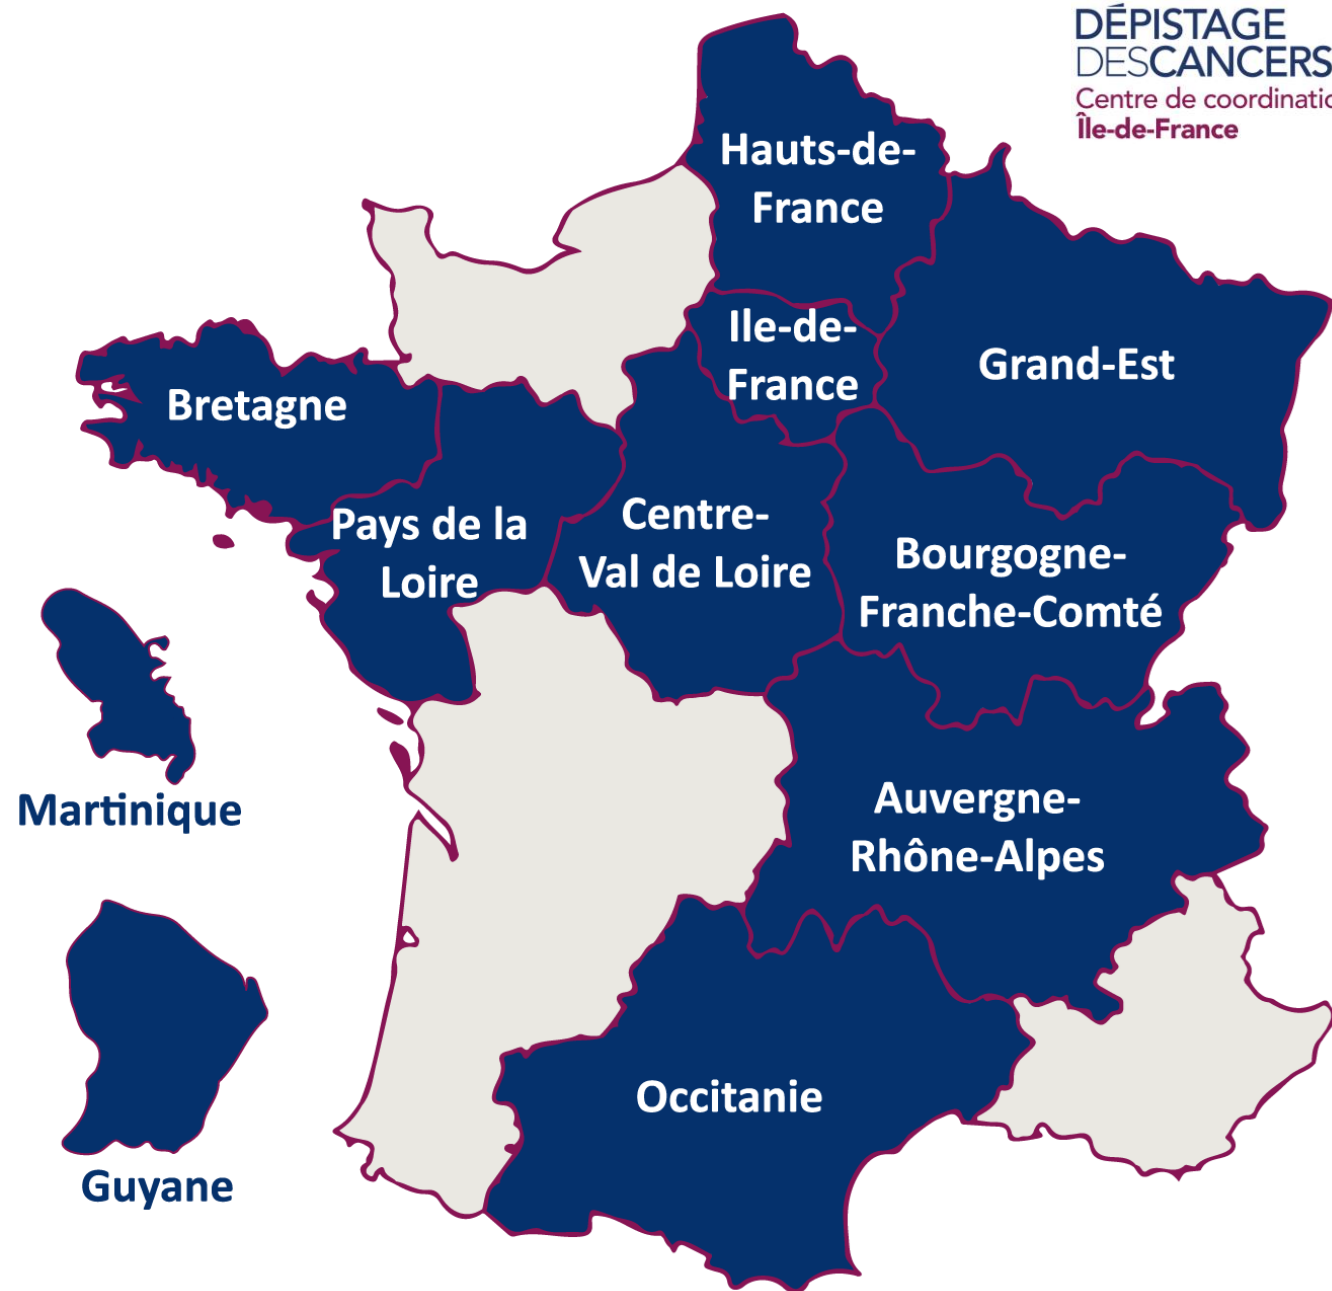 DÉPISTAGE
DESCANCERS
Centre de coordinatio
Île-de-France
Hauts-de-
France
Ile-de-
France
Grand-Est
Bretagne
Pays de la
Loire
Centre-
Val de Loire
Bourgogne-
Franche-Comté
Martinique
Auvergne-
Rhône-Alpes
Occitanie
Guyane